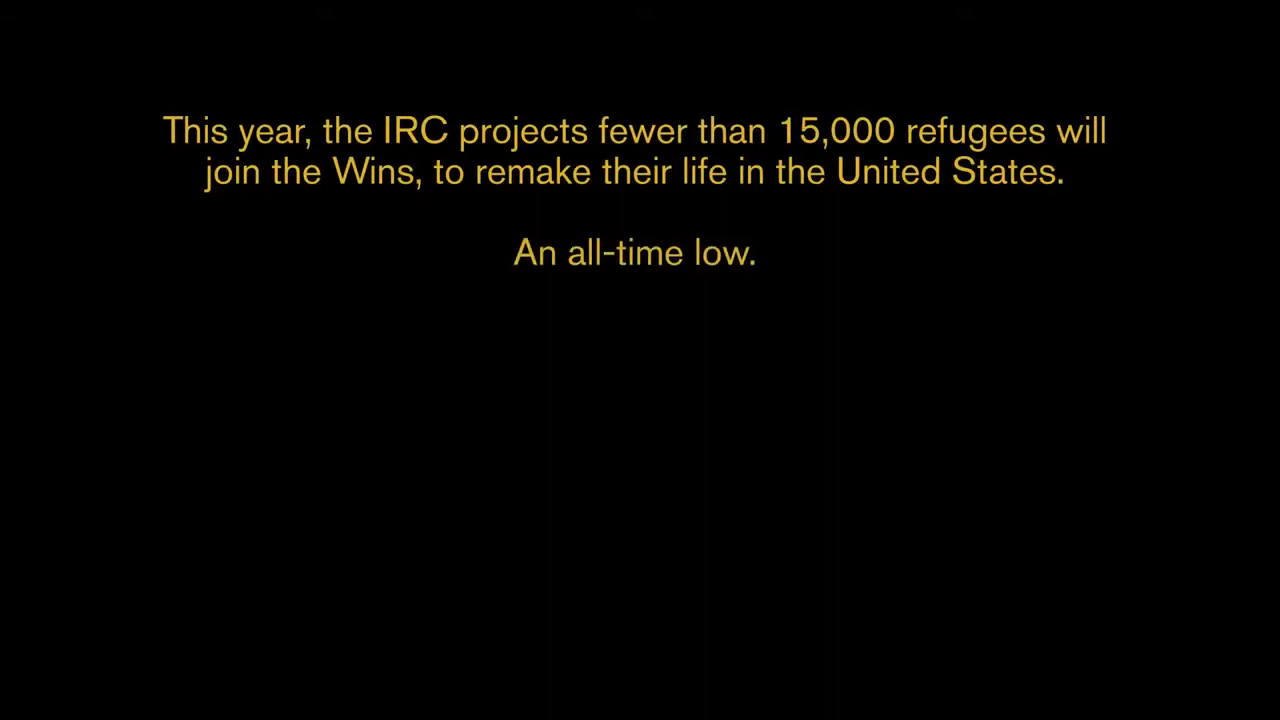 This year, the IRC projects fewer than 15,000 refugees will
join the Wins, to remake their life in the United States.
An all-time low.